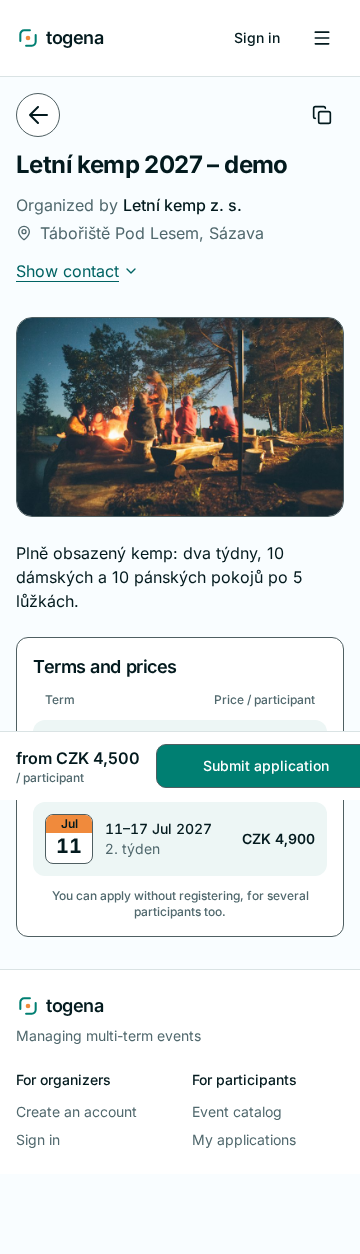 togena
Sign in
Letní kemp 2027 – demo
Organized by Letní kemp z. s.
Tábořiště Pod Lesem, Sázava
Show contact
Plně obsazený kemp: dva týdny, 10
dámských a 10 pánských pokojů po 5
lůžkách.
Terms and prices
Term
Price / participant
from CZK 4,500
/ participant
Submit application
Jul
11
11–17 Jul 2027
2. týden
CZK 4,900
You can apply without registering, for several
participants too.
togena
Managing multi-term events
For organizers
For participants
Create an account
Event catalog
Sign in
My applications